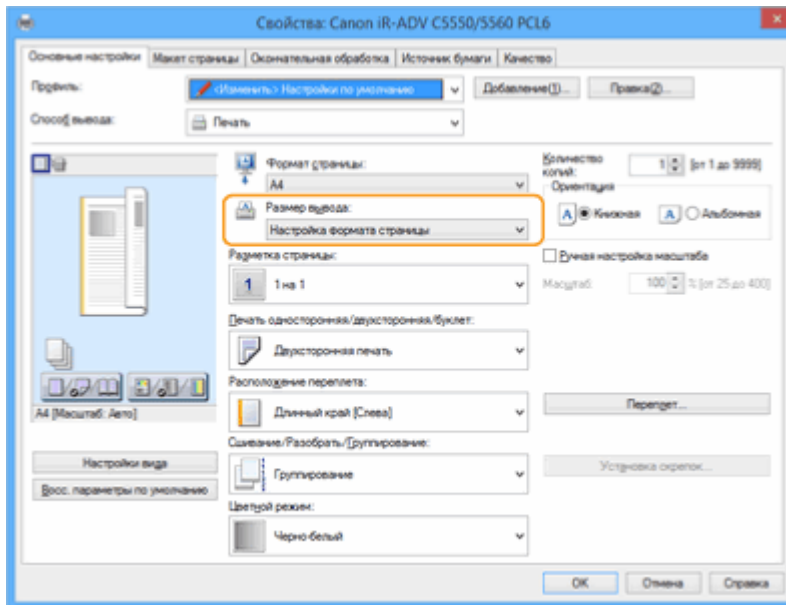 Свойства: Canon iR-ADV C5550/5560 PCL6
Основные настройки Макет страницы Окончательная обработка Источник бумаги Качество
Профиль: <Изменить> Настройки по умолчанию Добавление(1)... Правка(2)...
Способ вывода: Печать
Формат страницы:
A4
Размер вывода:
Настройка формата страницы
Разметка страницы:
1 1 на 1
Печать односторонняя/двухсторонняя/буклет:
Двухсторонняя печать
Расположение переплета:
Длинный край [Слева]
Сшивание/Разобрать/Группирование:
Группирование
Цветной режим:
Черно белый
Количество копий: 1 [от 1 до 9999]
Ориентация
A Книжная A Альбомная
Ручная настройка масштаба
Масштаб: 100 % [от 25 до 400]
Переплет...
Установка скрепок...
A4 [Масштаб: Авто]
Настройки вида
Восс. параметры по умолчанию
OK Отмена Справка